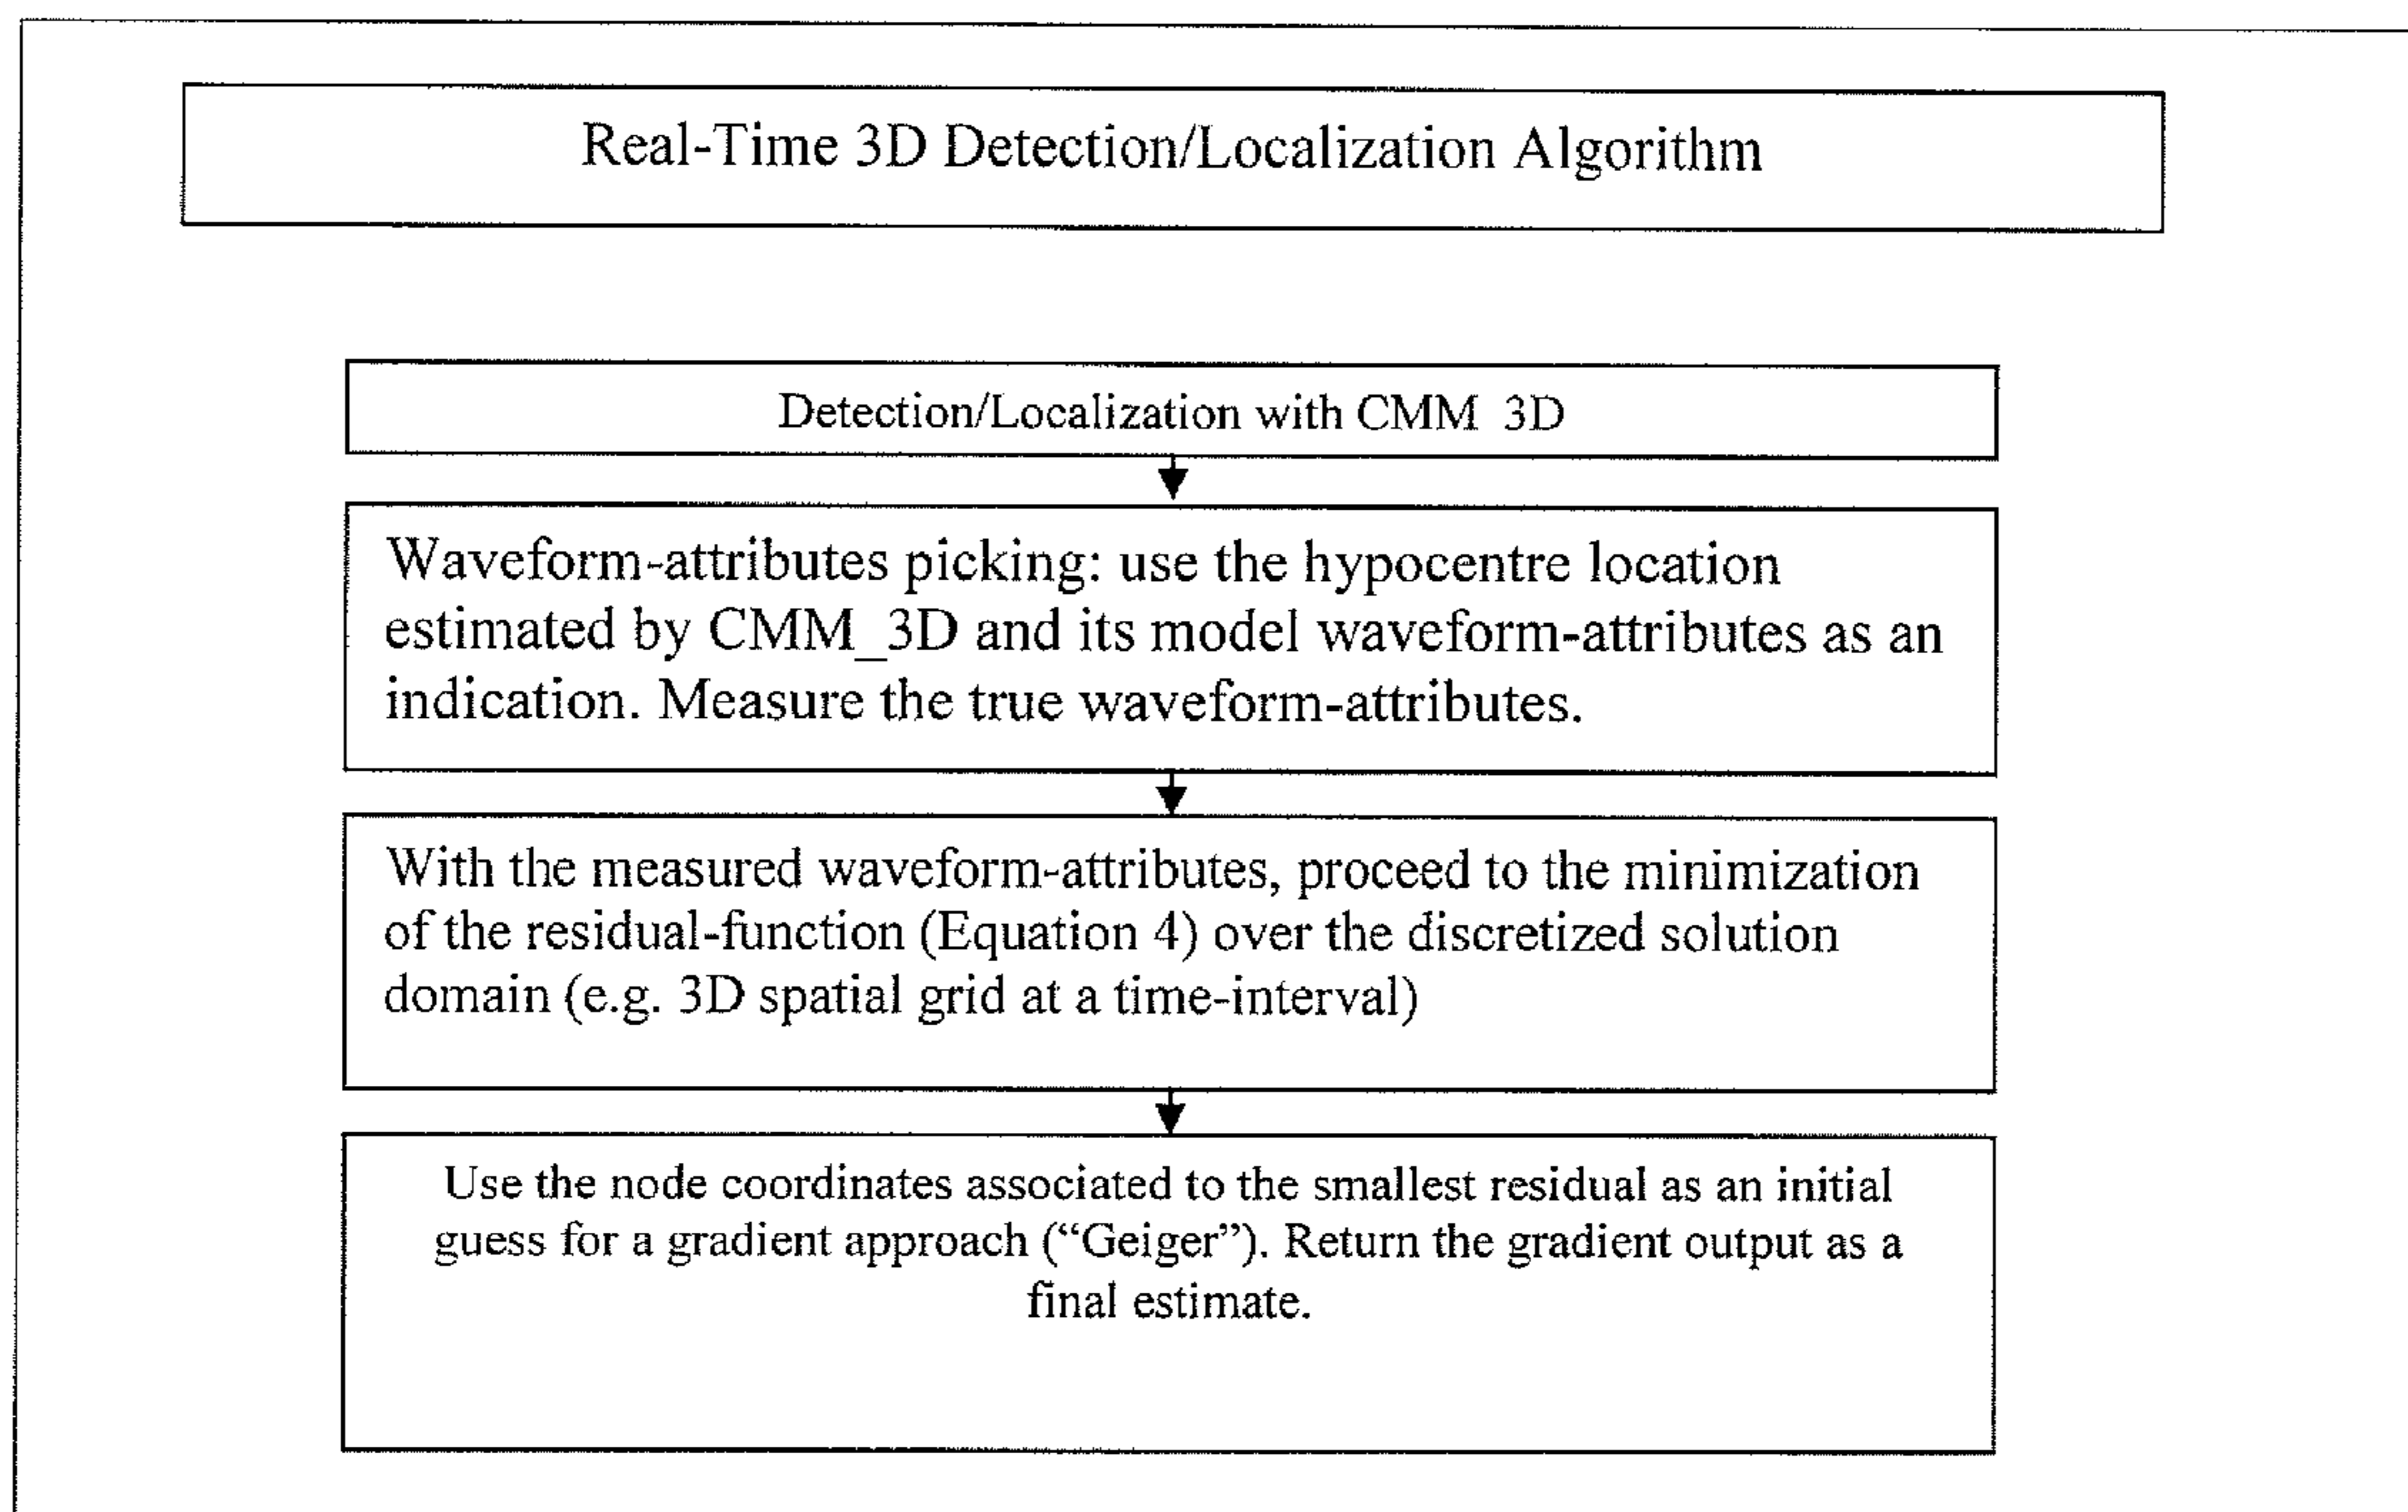 Real-Time 3D Detection/Localization Algorithm
Detection/Localization with CMM_3D
Waveform-attributes picking: use the hypocentre location
estimated by CMM_3D and its model waveform-attributes as an
indication. Measure the true waveform-attributes.
With the measured waveform-attributes, proceed to the minimization
of the residual-function (Equation 4) over the discretized solution
domain (e.g. 3D spatial grid at a time-interval)
Use the node coordinates associated to the smallest residual as an initial
guess for a gradient approach (“Geiger”). Return the gradient output as a
final estimate.